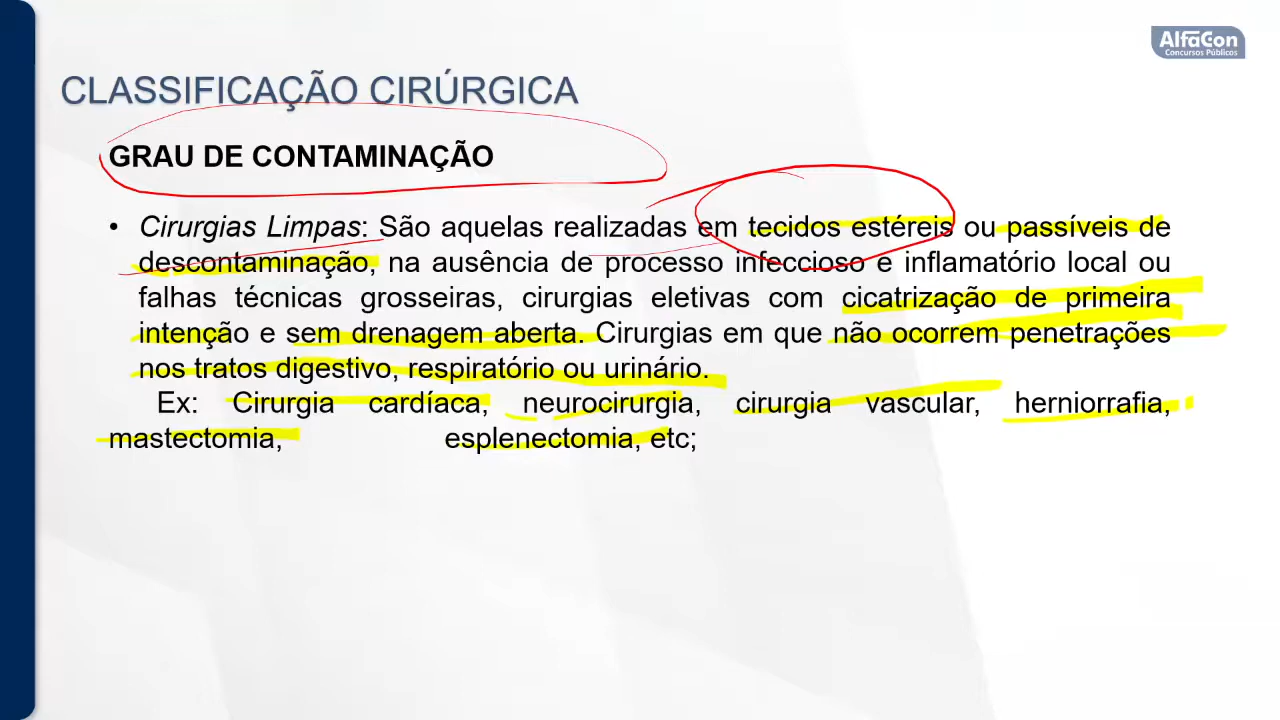 AlfaCon
Concursos Públicos
CLASSIFICAÇÃO CIRÚRGICA
GRAU DE CONTAMINAÇÃO
• Cirurgias Limpas: São aquelas realizadas em tecidos estéreis ou passíveis de
descontaminação, na ausência de processo infeccioso e inflamatório local ou
falhas técnicas grosseiras, cirurgias eletivas com cicatrização de primeira
intenção e sem drenagem aberta. Cirurgias em que não ocorrem penetrações
nos tratos digestivo, respiratório ou urinário.
Ex: Cirurgia cardíaca, neurocirurgia, cirurgia vascular, herniorrafia,
mastectomia, esplenectomia, etc;